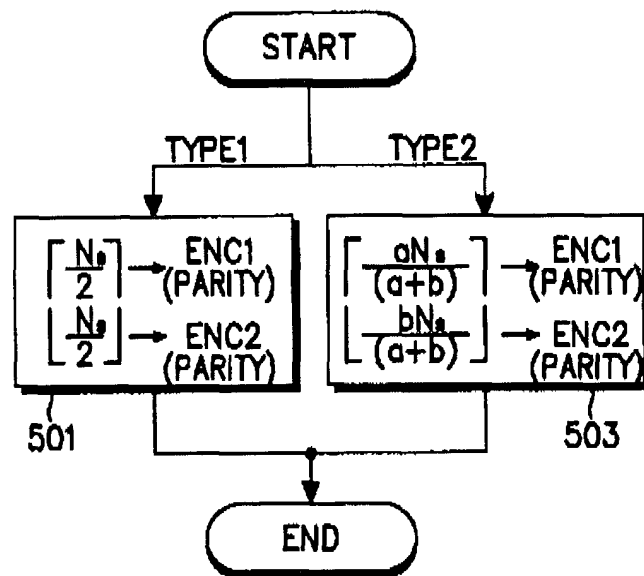 START
TYPE1 TYPE2
⌈Ns/2⌉ → ENC1
(PARITY)
⌊Ns/2⌋ → ENC2
(PARITY)
501
⌈aNs/(a+b)⌉ → ENC1
(PARITY)
⌊bNs/(a+b)⌋ → ENC2
(PARITY)
503
END